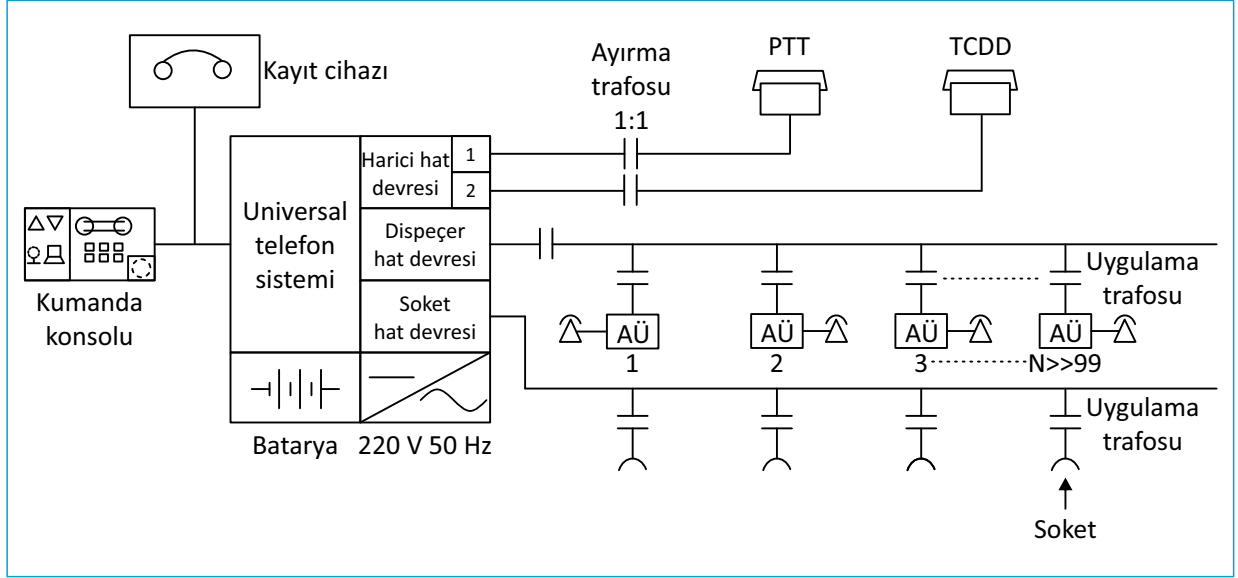 Kayıt cihazı
Ayırma
trafosu
1:1
PTT
TCDD
Harici hat
devresi
1
2
Universal
telefon
sistemi
Dispeçer
hat devresi
Soket
hat devresi
Kumanda
konsolu
Batarya
220 V 50 Hz
Uygulama
trafosu
AÜ
1
AÜ
2
AÜ
3
AÜ
N>>99
Uygulama
trafosu
Soket